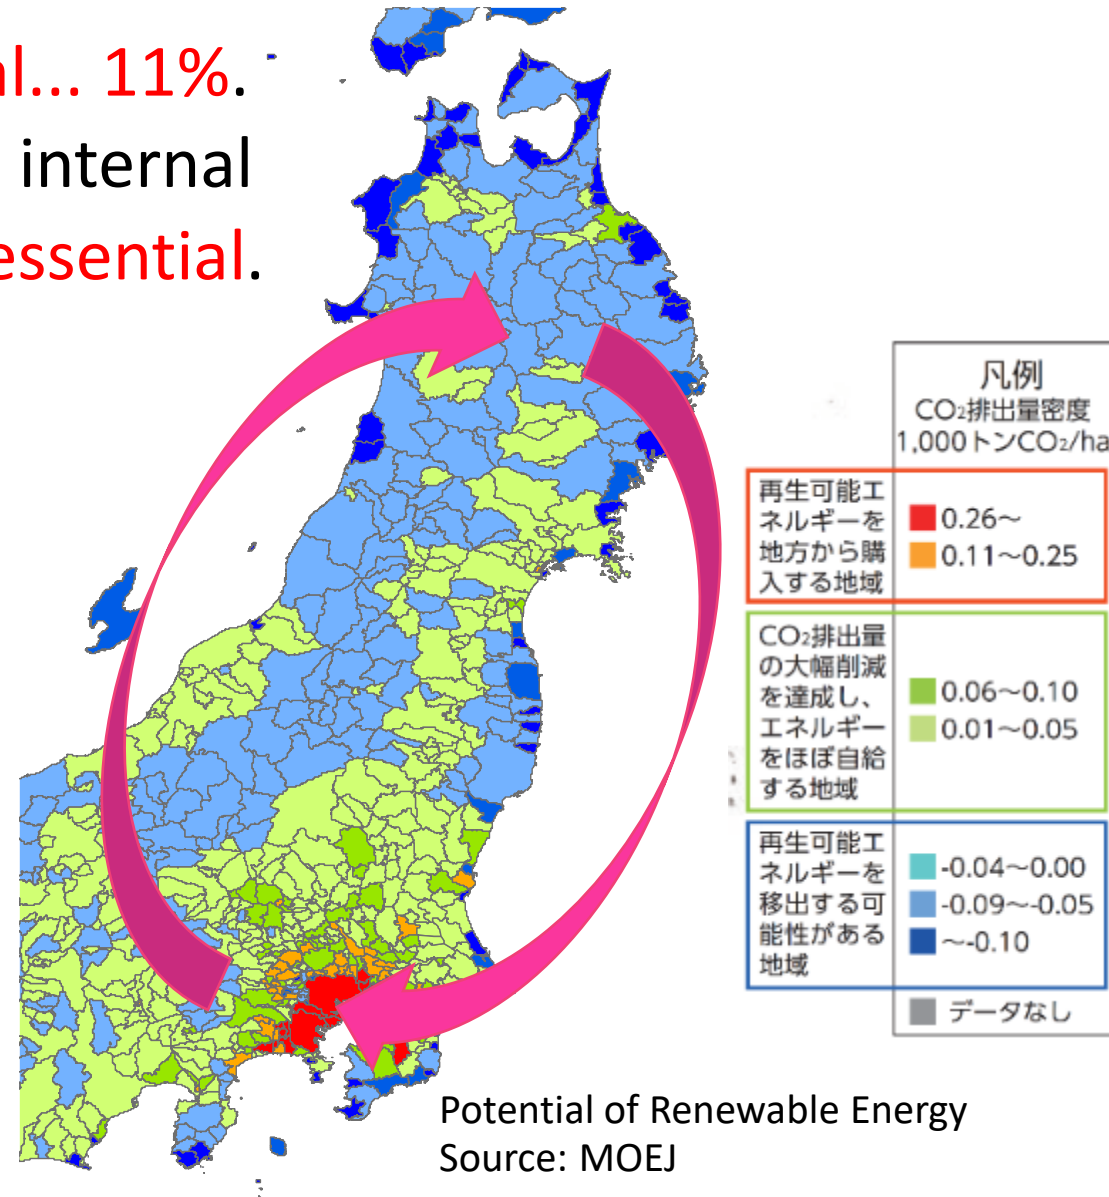 al... 11%.
internal
essential.
凡例
CO₂排出量密度
1,000トンCO₂/ha
再生可能エ
ネルギーを
地方から購
入する地域
0.26～
0.11～0.25
CO₂排出量
の大幅削減
を達成し、
エネルギー
をほぼ自給
する地域
0.06～0.10
0.01～0.05
再生可能エ
ネルギーを
移出する可
能性がある
地域
-0.04～0.00
-0.09～-0.05
～-0.10
データなし
Potential of Renewable Energy
Source: MOEJ